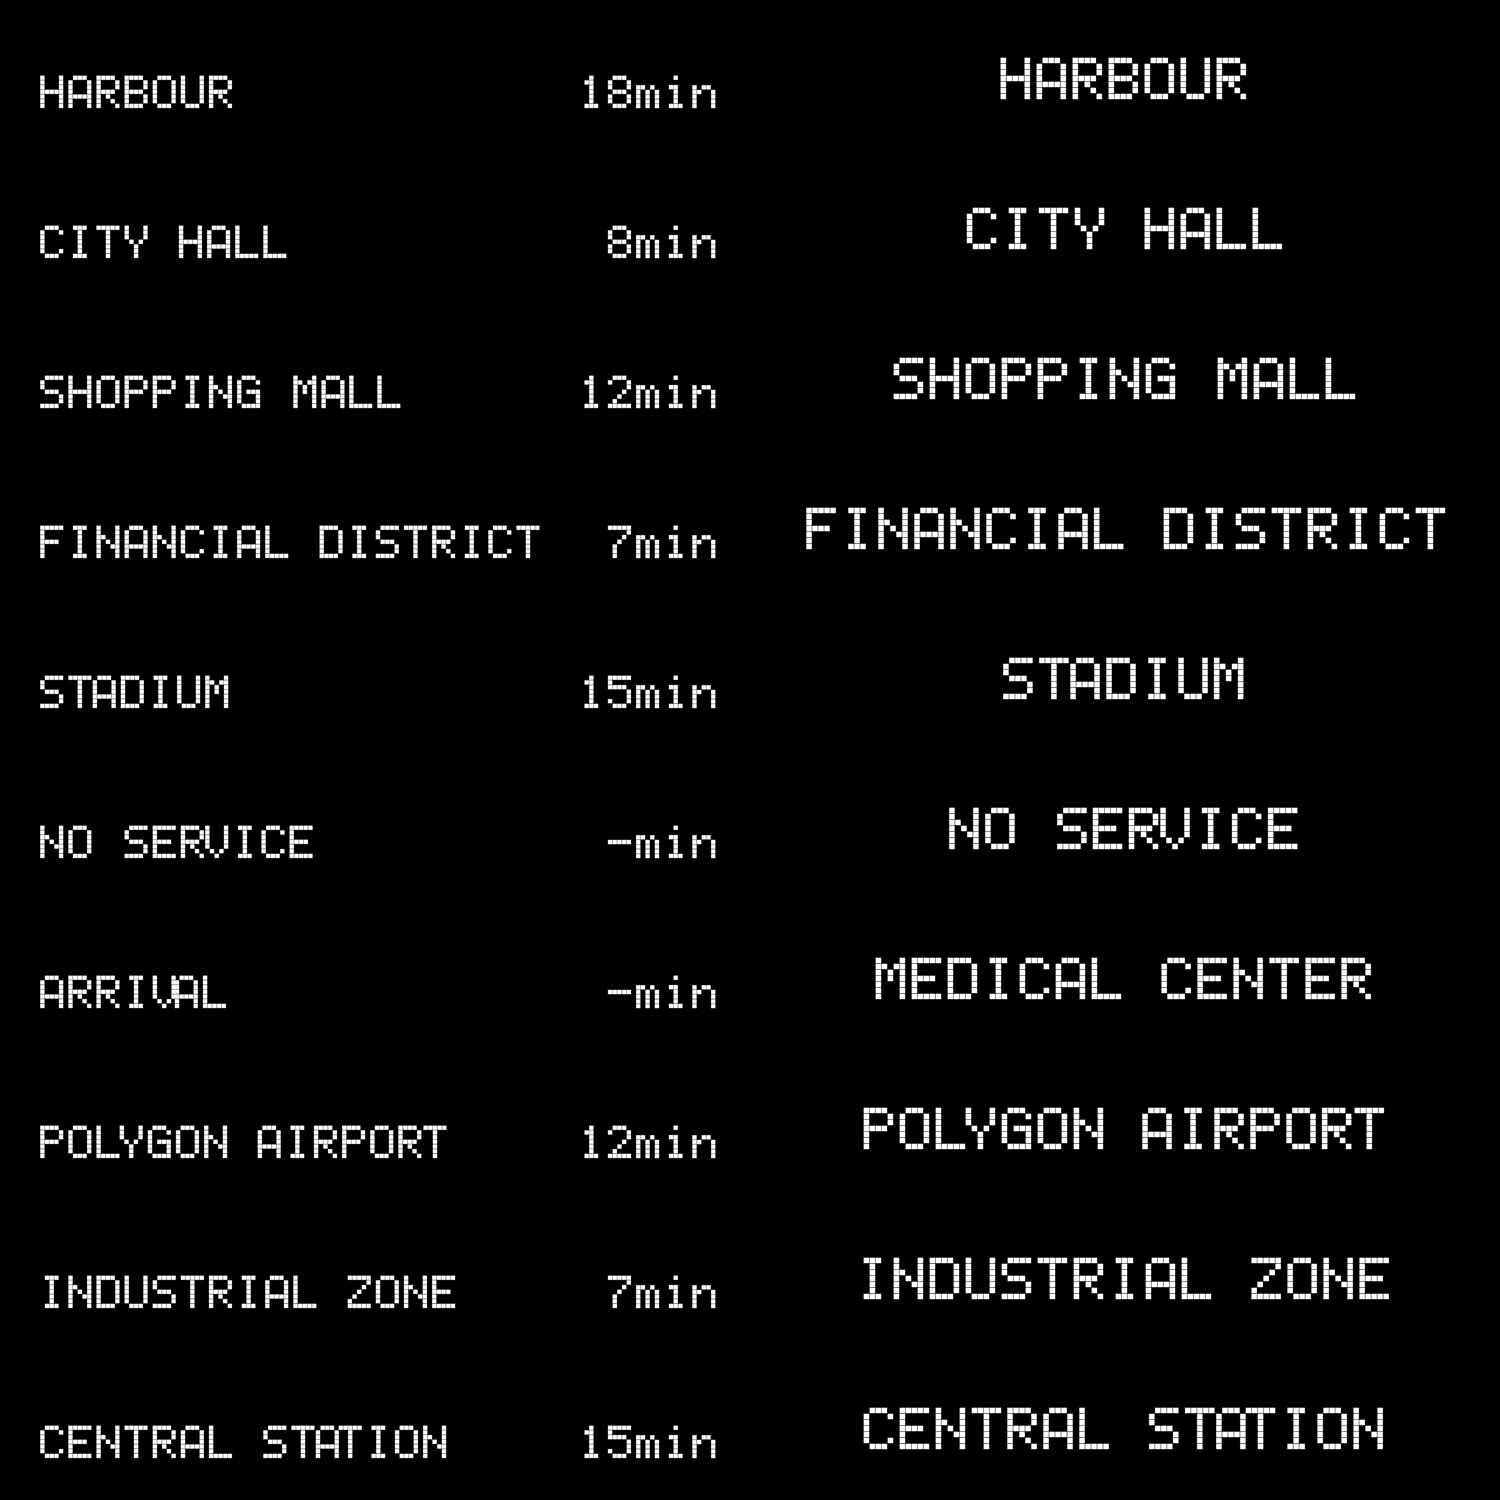 HARBOUR 18min HARBOUR
CITY HALL 8min CITY HALL
SHOPPING MALL 12min SHOPPING MALL
FINANCIAL DISTRICT 7min FINANCIAL DISTRICT
STADIUM 15min STADIUM
NO SERVICE -min NO SERVICE
ARRIVAL -min MEDICAL CENTER
POLYGON AIRPORT 12min POLYGON AIRPORT
INDUSTRIAL ZONE 7min INDUSTRIAL ZONE
CENTRAL STATION 15min CENTRAL STATION